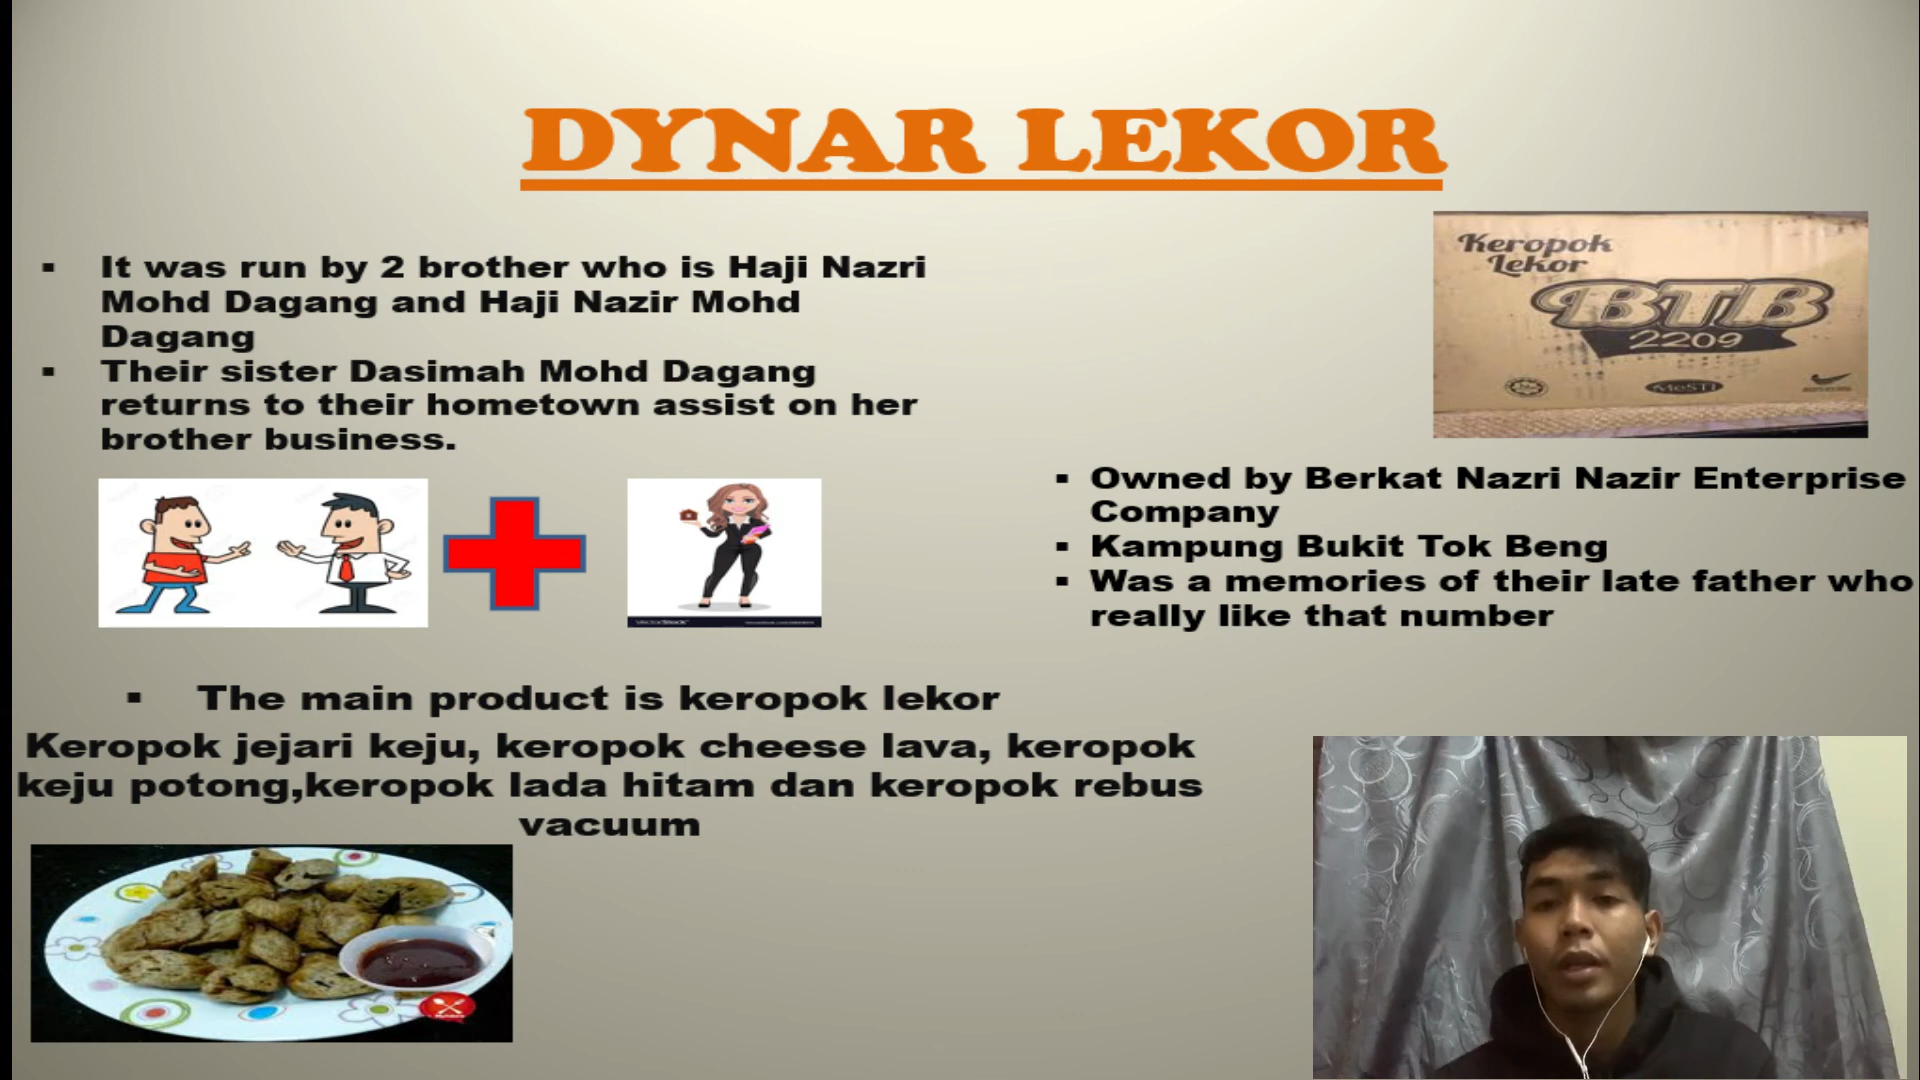 DYNAR LEKOR
It was run by 2 brother who is Haji Nazri
Mohd Dagang and Haji Nazir Mohd
Dagang
Their sister Dasimah Mohd Dagang
returns to their hometown assist on her
brother business.
Keropok
Lekor
BTB
2209
MeSTI
Owned by Berkat Nazri Nazir Enterprise
Company
Kampung Bukit Tok Beng
Was a memories of their late father who
really like that number
VectorStock
The main product is keropok lekor
Keropok jejari keju, keropok cheese lava, keropok
keju potong,keropok lada hitam dan keropok rebus
vacuum